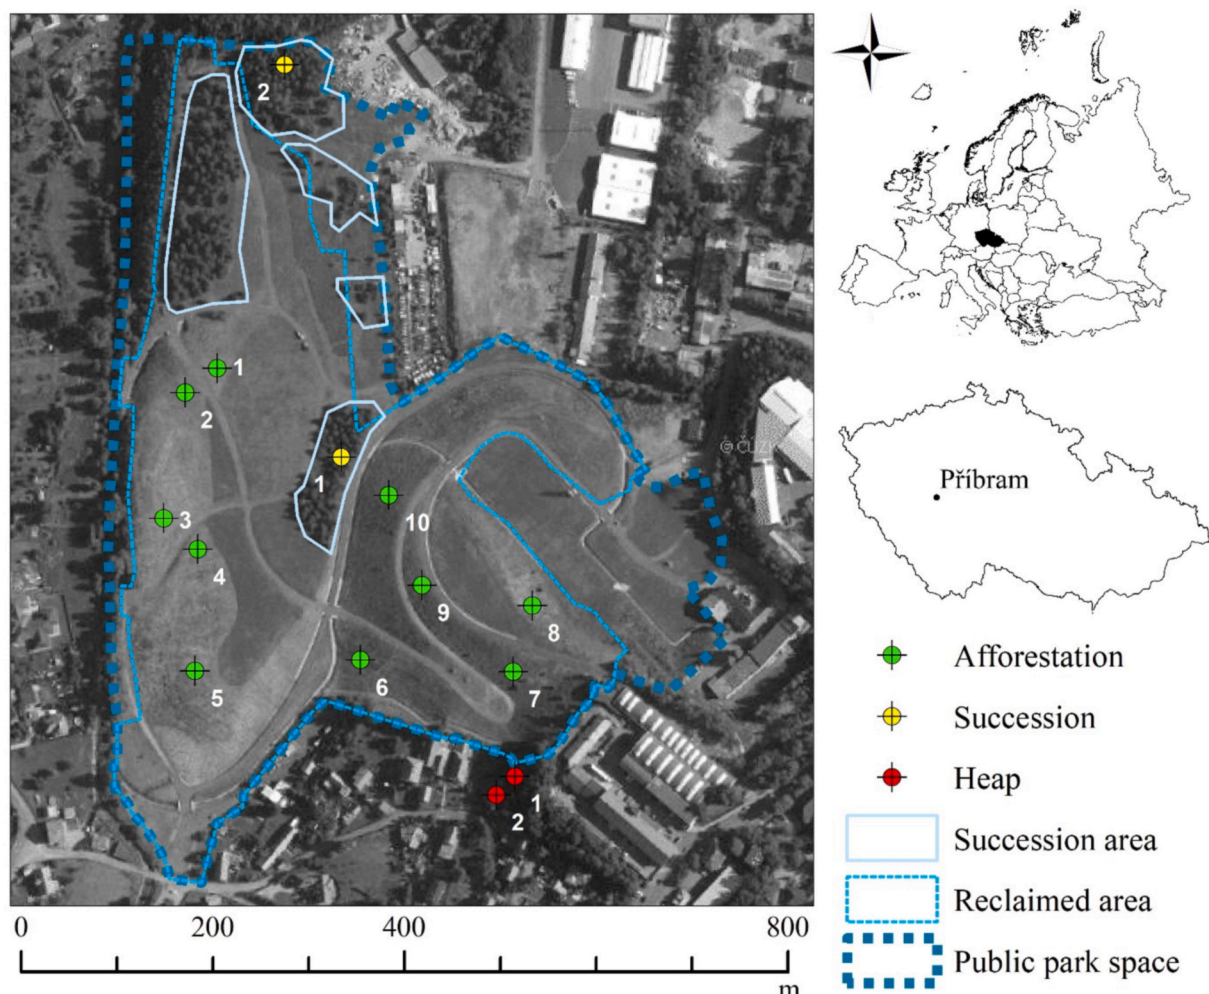 2
1
2
© ČÚZK
1
3
10
4
9
8
5
6
7
1
2
0 200 400 800
m
Příbram
Afforestation
Succession
Heap
Succession area
Reclaimed area
Public park space